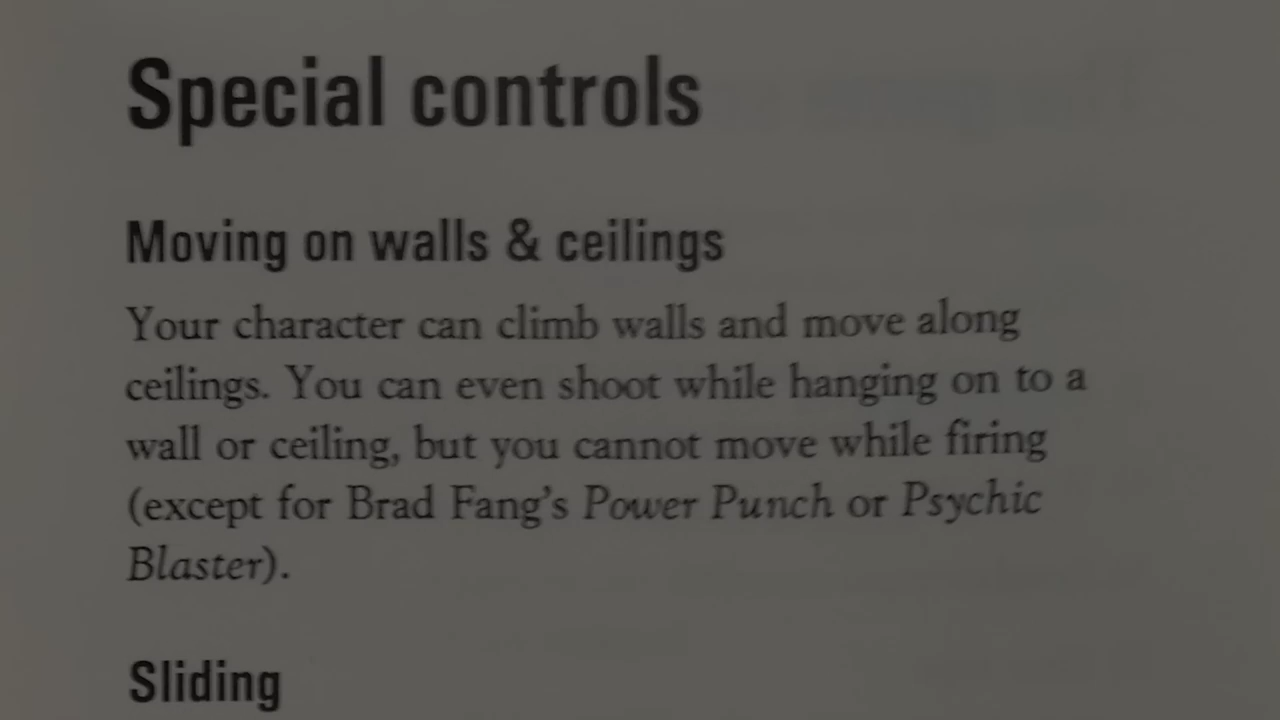 Special controls
Moving on walls & ceilings
Your character can climb walls and move along
ceilings. You can even shoot while hanging on to a
wall or ceiling, but you cannot move while firing
(except for Brad Fang's Power Punch or Psychic
Blaster).
Sliding